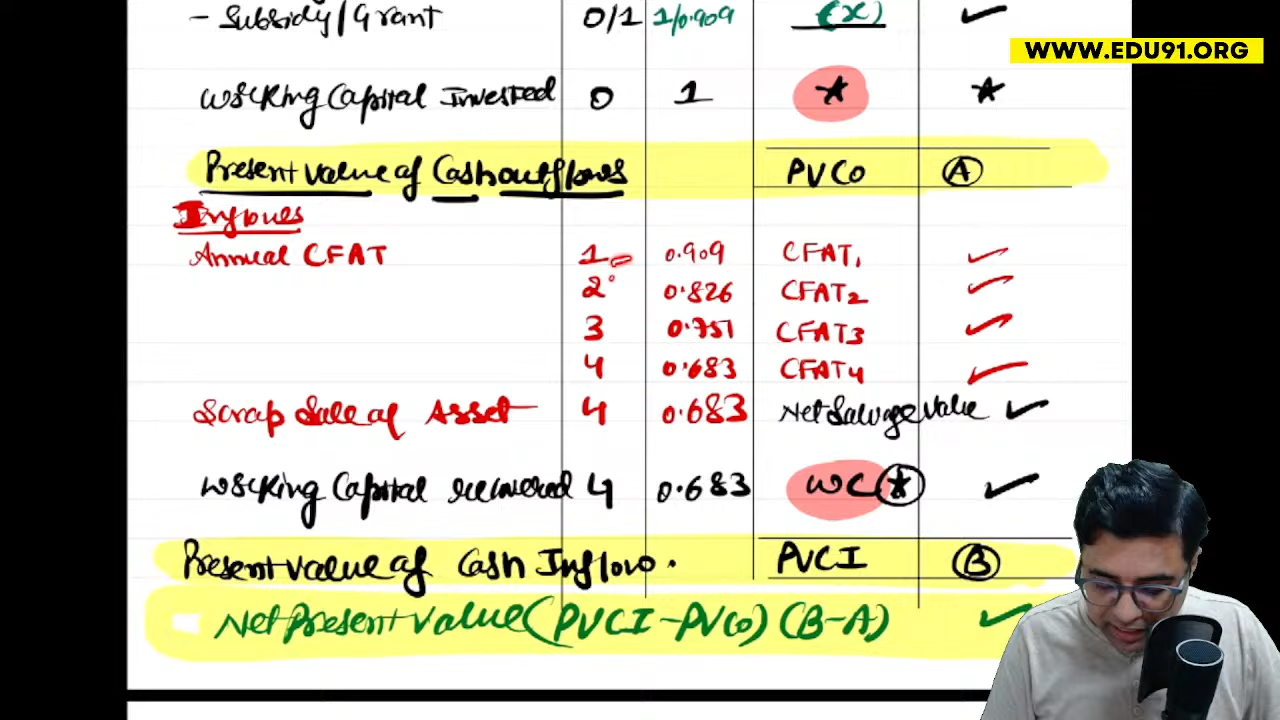 - Subsidy/Grant 0/1 1/0.909 (x) ✓
WWW.EDU91.ORG
Working Capital Invested 0 1 ★ ★
Present Value of Cash outflows PVCO Ⓐ
Inflows
Annual CFAT 1 0.909 CFAT₁ ✓
2 0.826 CFAT₂ ✓
3 0.751 CFAT₃ ✓
4 0.683 CFAT₄ ✓
Scrap Sale of Asset 4 0.683 Net Salvage Value ✓
Working Capital recovered 4 0.683 WC ★ ✓
Present Value of Cash Inflow. PVCI Ⓑ
Net Present Value (PVCI-PVCO) (B-A) ✓